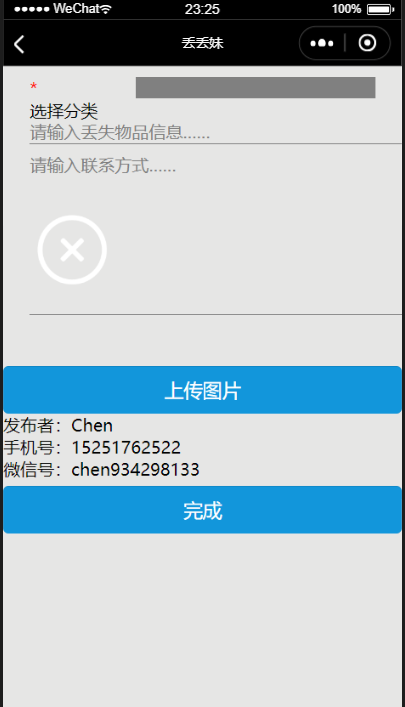 ●●●●● WeChat 23:25 100%
丢丢妹
*
选择分类
请输入丢失物品信息......
请输入联系方式......
上传图片
发布者：Chen
手机号：15251762522
微信号：chen934298133
完成